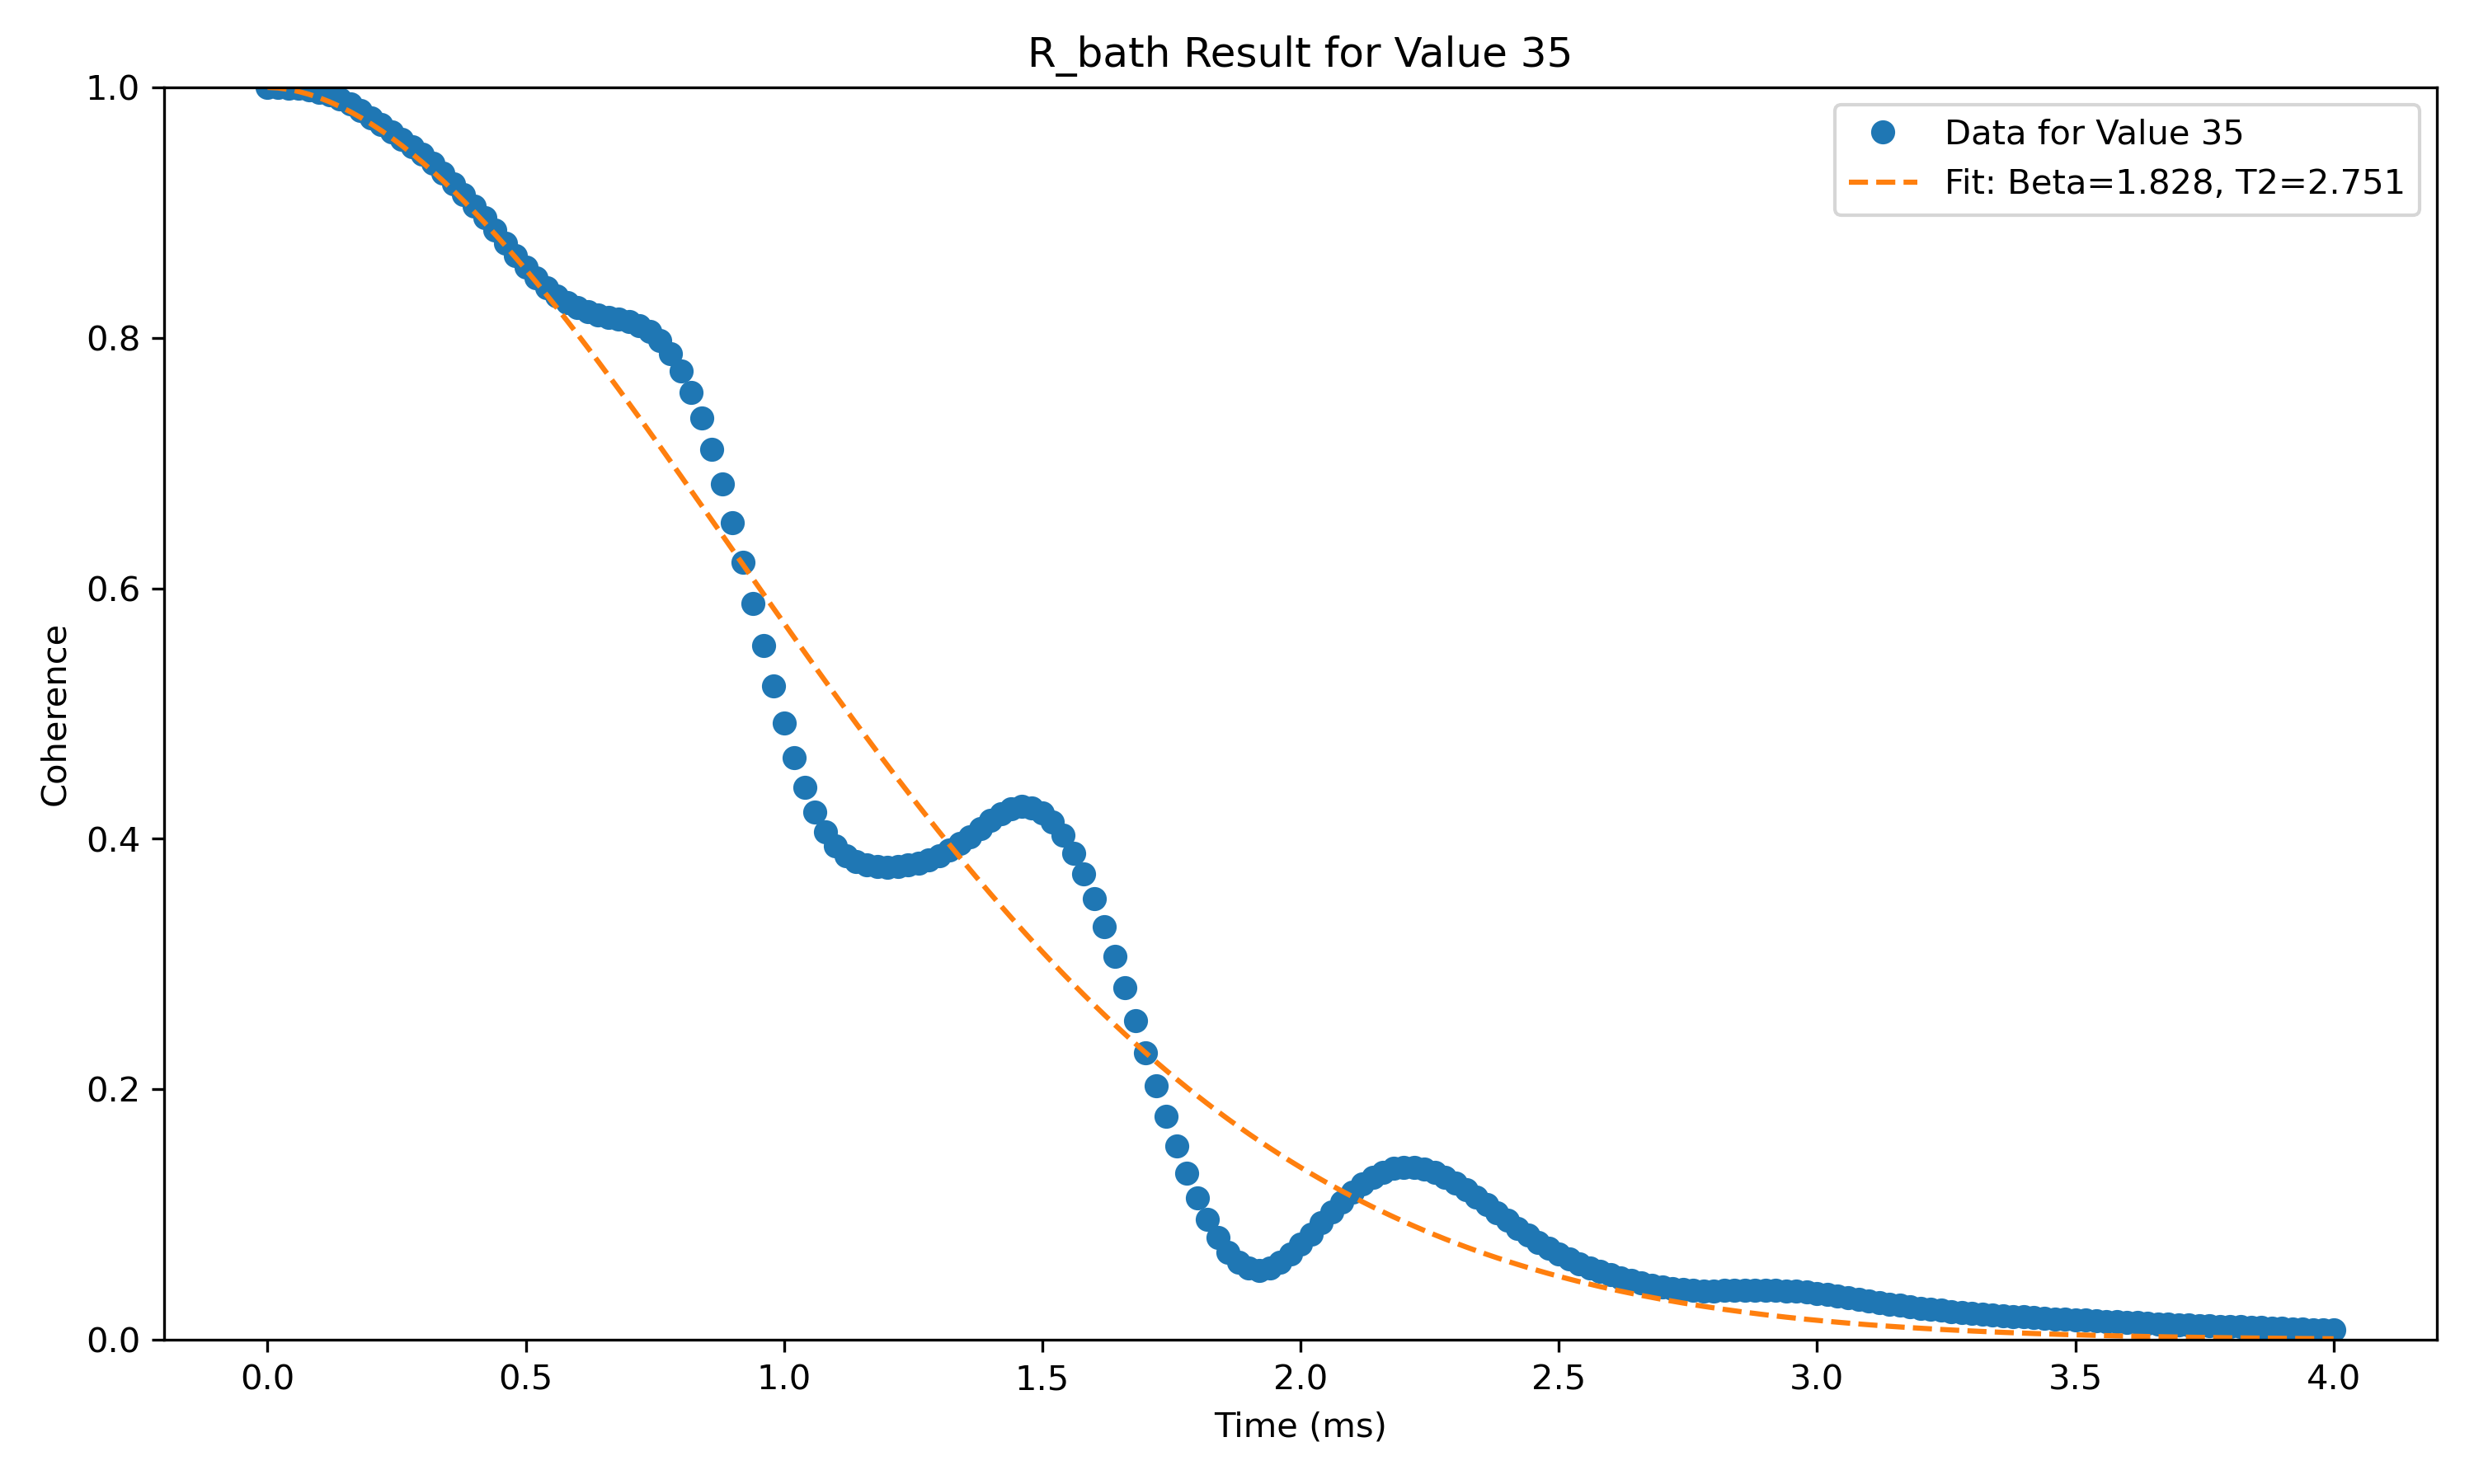 R_bath Result for Value 35
Data for Value 35
Fit: Beta=1.828, T2=2.751
Coherence
1.0
0.8
0.6
0.4
0.2
0.0
0.0 0.5 1.0 1.5 2.0 2.5 3.0 3.5 4.0
Time (ms)